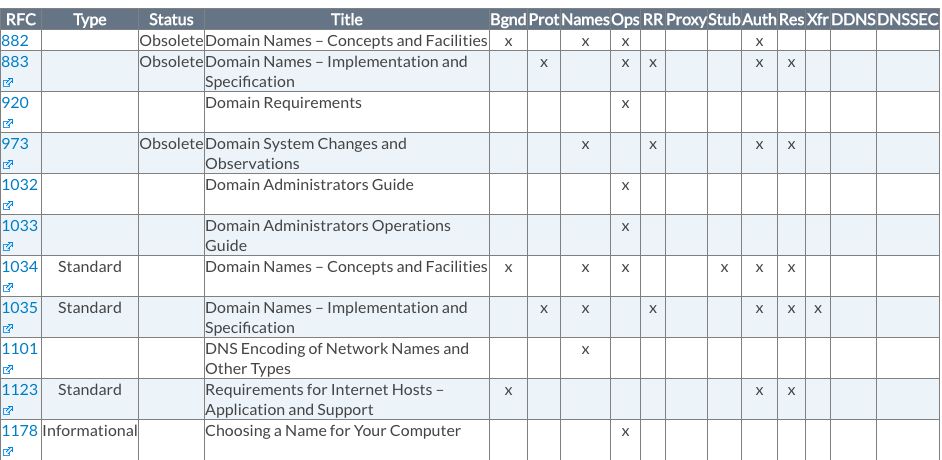 RFC Type Status Title Bgnd Prot Names Ops RR Proxy Stub Auth Res Xfr DDNS DNSSEC
882 Obsolete Domain Names – Concepts and Facilities x x x x
883 Obsolete Domain Names – Implementation and x x x x x
Specification
920 Domain Requirements x
973 Obsolete Domain System Changes and x x x x
Observations
1032 Domain Administrators Guide x
1033 Domain Administrators Operations x
Guide
1034 Standard Domain Names – Concepts and Facilities x x x x x x
1035 Standard Domain Names – Implementation and x x x x x x
Specification
1101 DNS Encoding of Network Names and x
Other Types
1123 Standard Requirements for Internet Hosts – x x x
Application and Support
1178 Informational Choosing a Name for Your Computer x